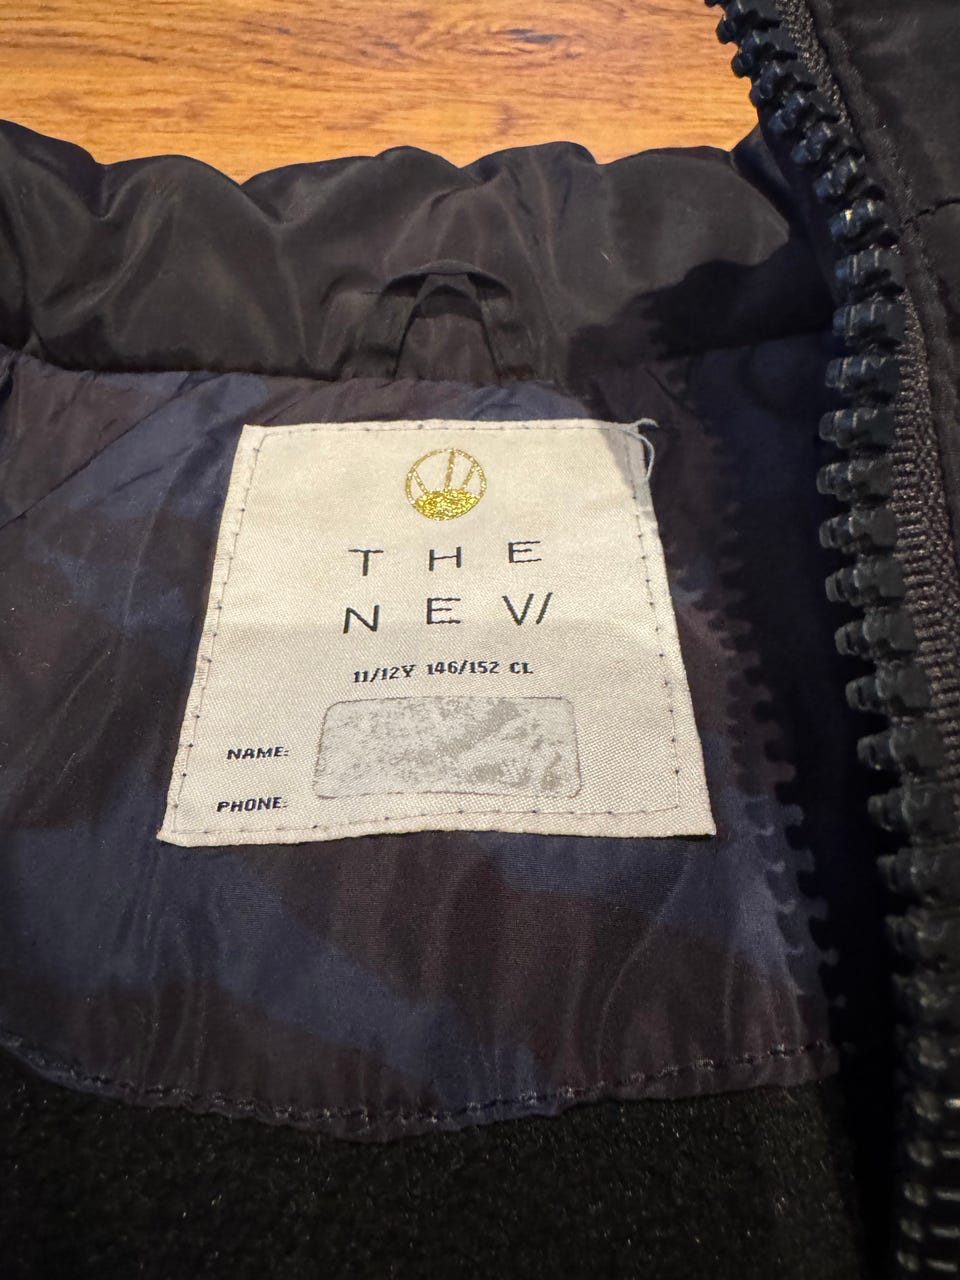 THE
NEW
11/12Y 146/152 CL
NAME:
PHONE: